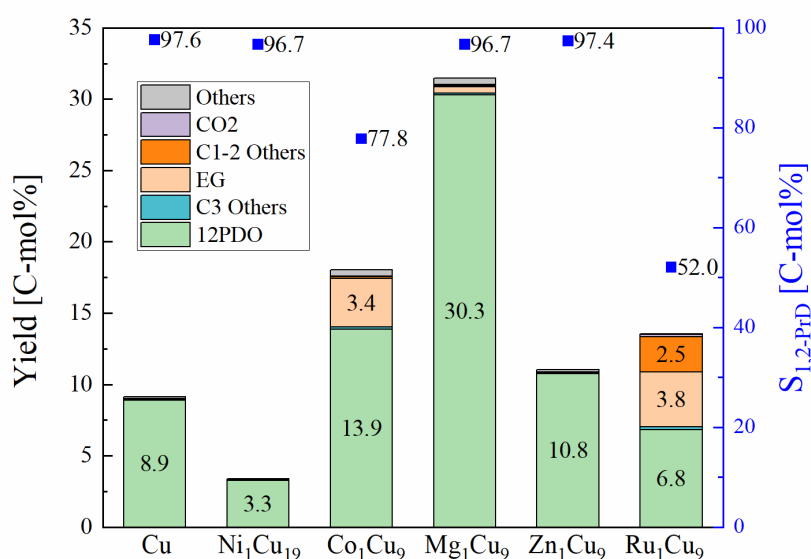 35
30
25
20
15
10
5
0
Yield [C-mol%]
100
80
60
40
20
0
S1,2-PrD [C-mol%]
Others
CO2
C1-2 Others
EG
C3 Others
12PDO
97.6
96.7
77.8
96.7
97.4
52.0
8.9
3.3
3.4
13.9
30.3
10.8
2.5
3.8
6.8
Cu
Ni1Cu19
Co1Cu9
Mg1Cu9
Zn1Cu9
Ru1Cu9